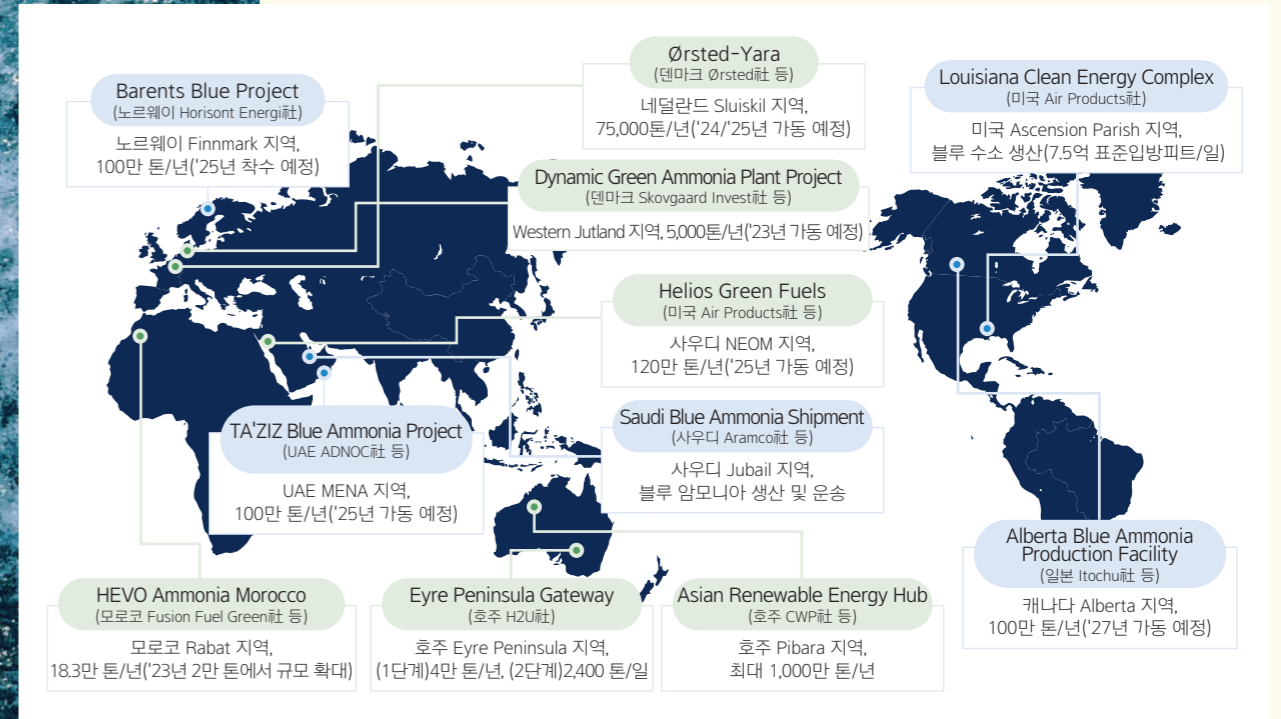 Ørsted-Yara
(덴마크 Ørsted社 등)
네덜란드 Sluiskil 지역,
75,000톤/년('24/'25년 가동 예정)
Barents Blue Project
(노르웨이 Horisont Energi社)
노르웨이 Finnmark 지역,
100만 톤/년('25년 착수 예정)
Louisiana Clean Energy Complex
(미국 Air Products社)
미국 Ascension Parish 지역,
블루 수소 생산(7.5억 표준입방피트/일)
Dynamic Green Ammonia Plant Project
(덴마크 Skovgaard Invest社 등)
Western Jutland 지역, 5,000톤/년('23년 가동 예정)
Helios Green Fuels
(미국 Air Products社 등)
사우디 NEOM 지역,
120만 톤/년('25년 가동 예정)
TA'ZIZ Blue Ammonia Project
(UAE ADNOC社 등)
UAE MENA 지역,
100만 톤/년('25년 가동 예정)
Saudi Blue Ammonia Shipment
(사우디 Aramco社 등)
사우디 Jubail 지역,
블루 암모니아 생산 및 운송
Alberta Blue Ammonia
Production Facility
(일본 Itochu社 등)
캐나다 Alberta 지역,
100만 톤/년('27년 가동 예정)
HEVO Ammonia Morocco
(모로코 Fusion Fuel Green社 등)
모로코 Rabat 지역,
18.3만 톤/년('23년 2만 톤에서 규모 확대)
Eyre Peninsula Gateway
(호주 H2U社)
호주 Eyre Peninsula 지역,
(1단계)4만 톤/년, (2단계)2,400 톤/일
Asian Renewable Energy Hub
(호주 CWP社 등)
호주 Pibara 지역,
최대 1,000만 톤/년